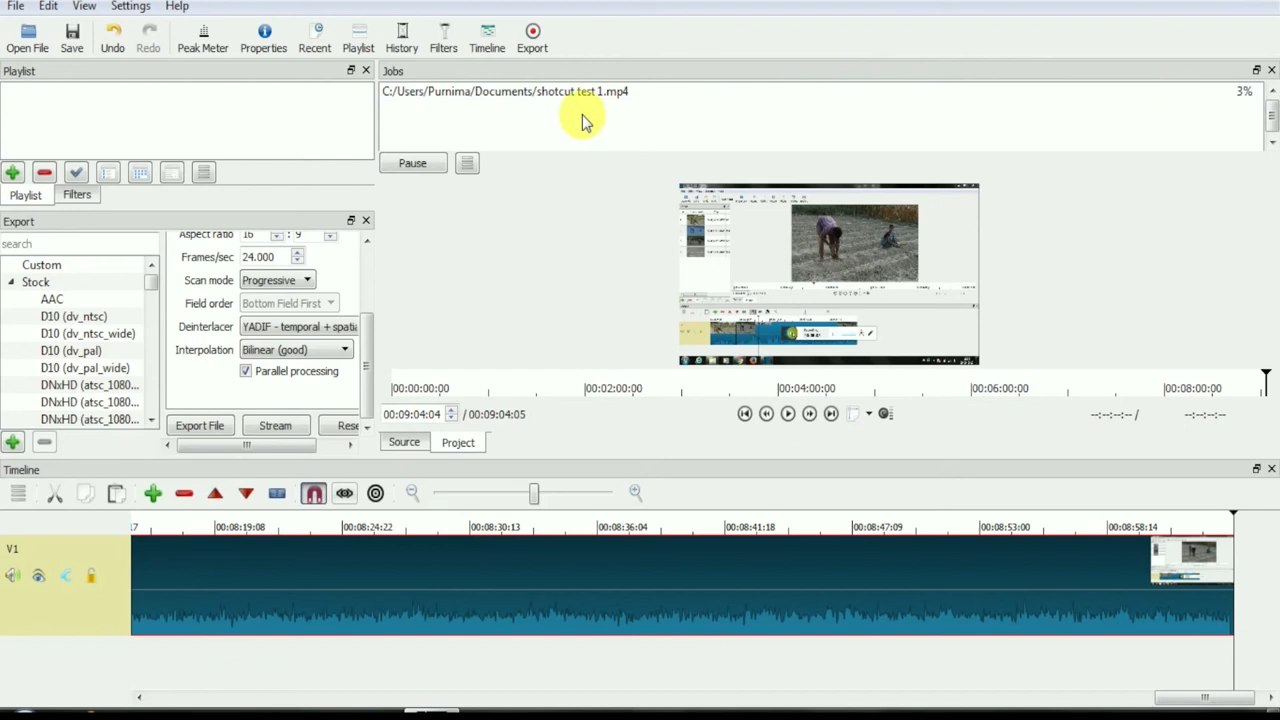 File Edit View Settings Help
Open File Save Undo Redo Peak Meter Properties Recent Playlist History Filters Timeline Export
Playlist
Jobs
C:/Users/Purnima/Documents/shotcut test 1.mp4 3%
Pause
Playlist Filters
Export
search
Custom
Stock
AAC
D10 (dv_ntsc)
D10 (dv_ntsc_wide)
D10 (dv_pal)
D10 (dv_pal_wide)
DNxHD (atsc_1080...
DNxHD (atsc_1080...
DNxHD (atsc_1080...
Aspect ratio 16 : 9
Frames/sec 24.000
Scan mode Progressive
Field order Bottom Field First
Deinterlacer YADIF - temporal + spatia
Interpolation Bilinear (good)
Parallel processing
Export File Stream Rese
00:00:00:00 00:02:00:00 00:04:00:00 00:06:00:00 00:08:00:00
00:09:04:04 / 00:09:04:05 --:--:--:-- / --:--:--:--
Source Project
Timeline
17 00:08:19:08 00:08:24:22 00:08:30:13 00:08:36:04 00:08:41:18 00:08:47:09 00:08:53:00 00:08:58:14
V1